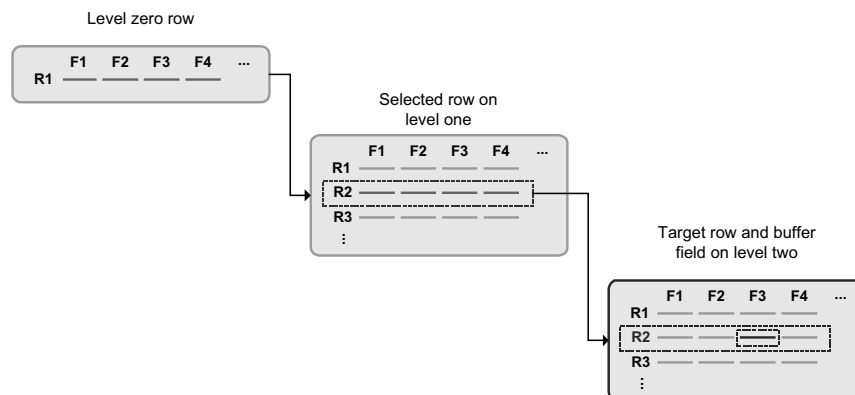 Level zero row
F1 F2 F3 F4 ...
R1
Selected row on
level one
F1 F2 F3 F4 ...
R1
R2
R3
⋮
Target row and buffer
field on level two
F1 F2 F3 F4 ...
R1
R2
R3
⋮